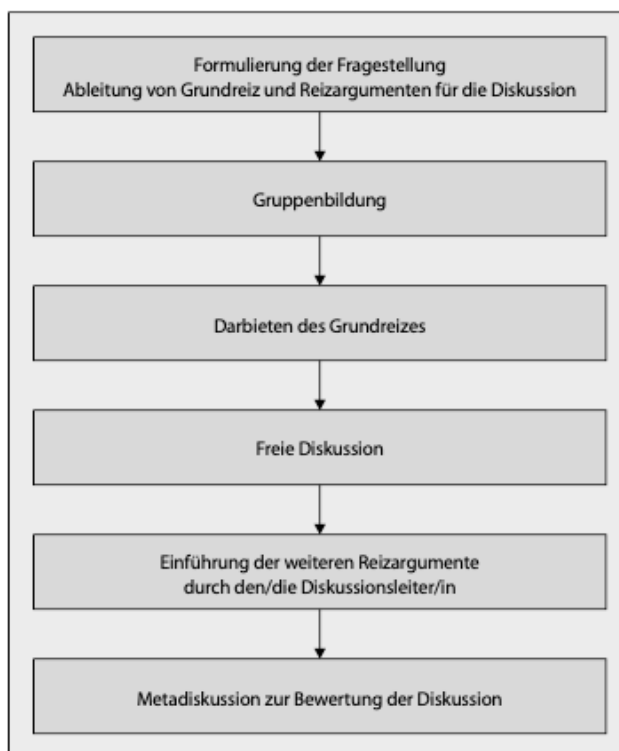 Formulierung der Fragestellung
Ableitung von Grundreiz und Reizargumenten für die Diskussion
Gruppenbildung
Darbieten des Grundreizes
Freie Diskussion
Einführung der weiteren Reizargumente
durch den/die Diskussionsleiter/in
Metadiskussion zur Bewertung der Diskussion